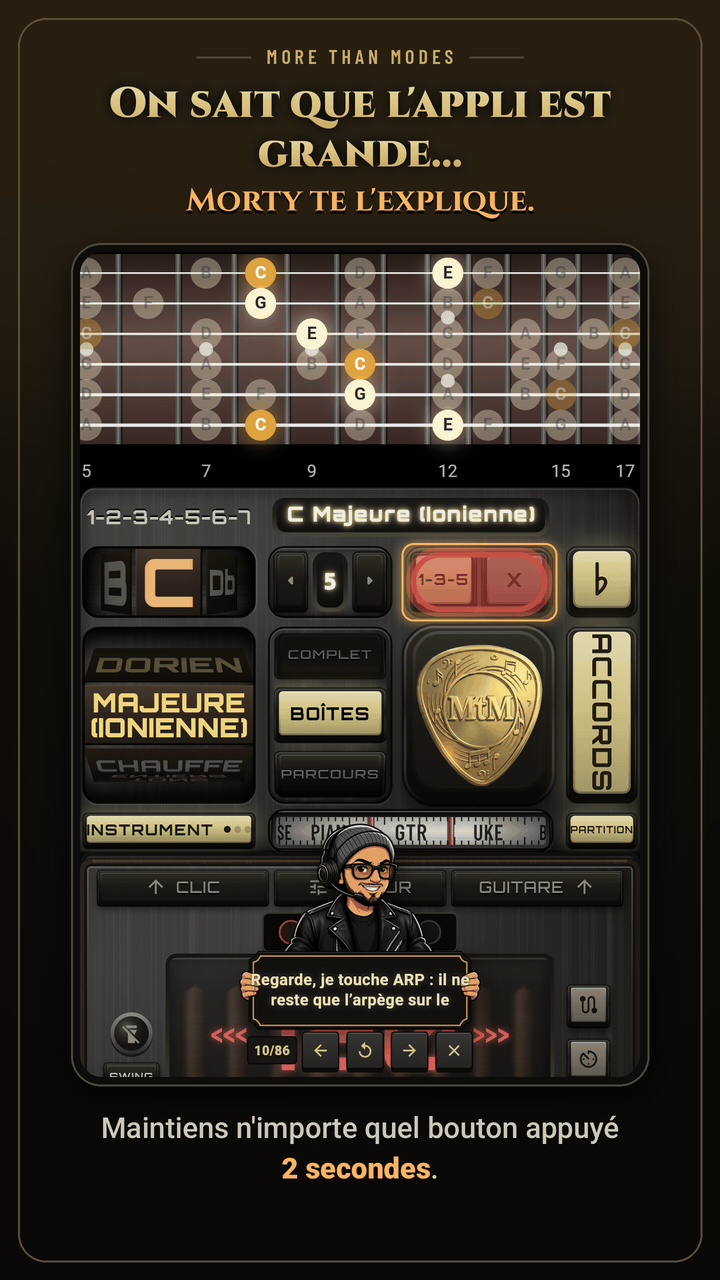 MORE THAN MODES
On sait que l'appli est
grande...
Morty te l'explique.
A B C D E F G A
E F G A B C D E
C D E F G A B C
G A B C D E F G
D E F G A B C D
A B C D E F G A
5 7 9 12 15 17
1-2-3-4-5-6-7 C Majeure (Ionienne)
B C Db 5 1-3-5 X ♭
DORIEN
MAJEURE
(IONIENNE)
CHAUFFE
COMPLET
BOÎTES
PARCOURS
MtM
ACCORDS
INSTRUMENT
GTR UKE
PARTITION
CLIC
GUITARE
Regarde, je touche ARP : il ne
reste que l'arpège sur le
<<< >>>
10/86
SWING
Maintiens n'importe quel bouton appuyé
2 secondes.